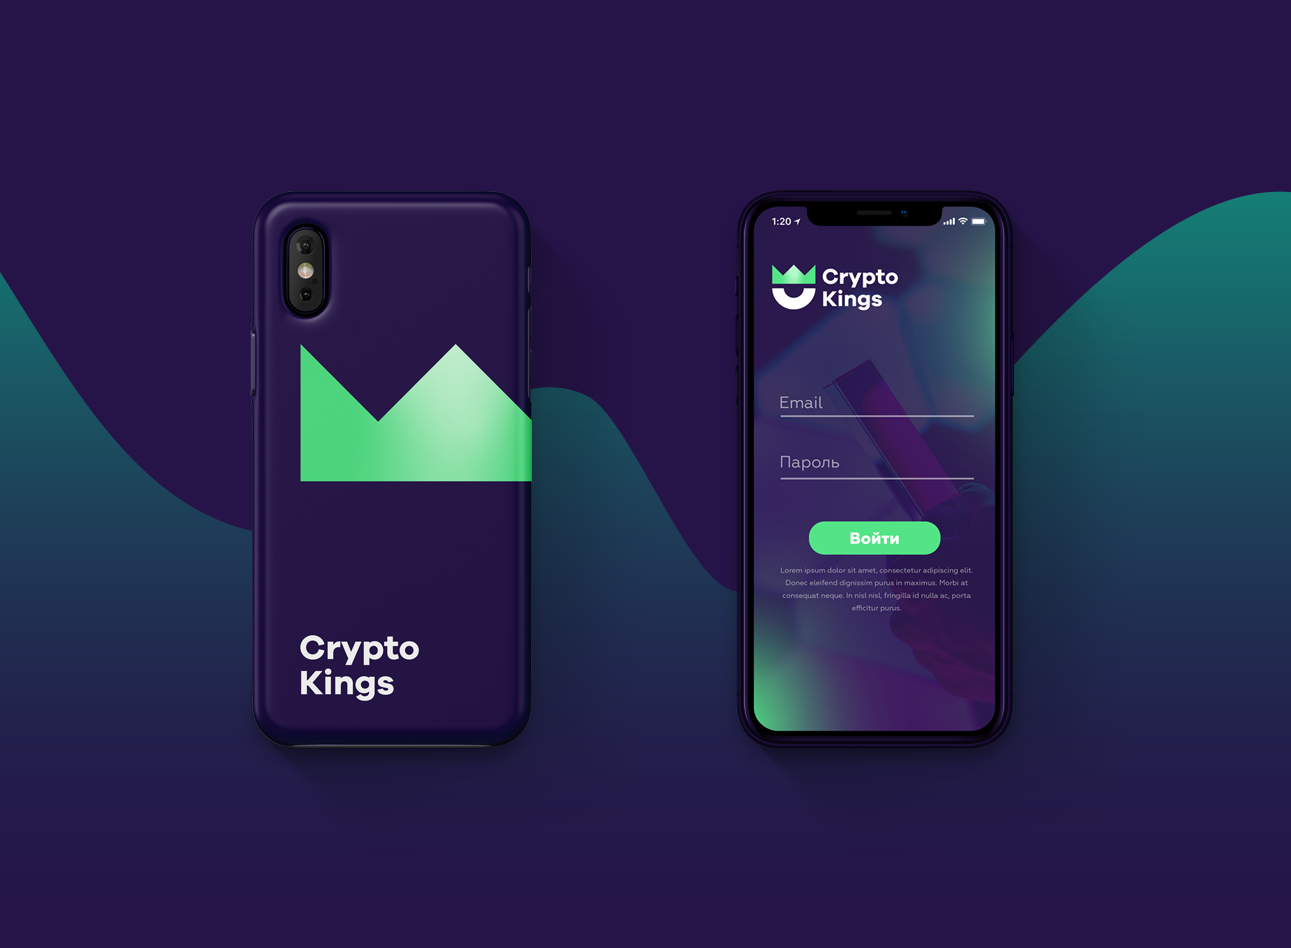 Crypto
Kings
1:20
Crypto
Kings
Email
Пароль
Войти
Lorem ipsum dolor sit amet, consectetur adipiscing elit.
Donec eleifend dignissim purus in maximus. Morbi at
consequat neque. In nisl nisl, fringilla id nulla ac, porta
efficitur purus.